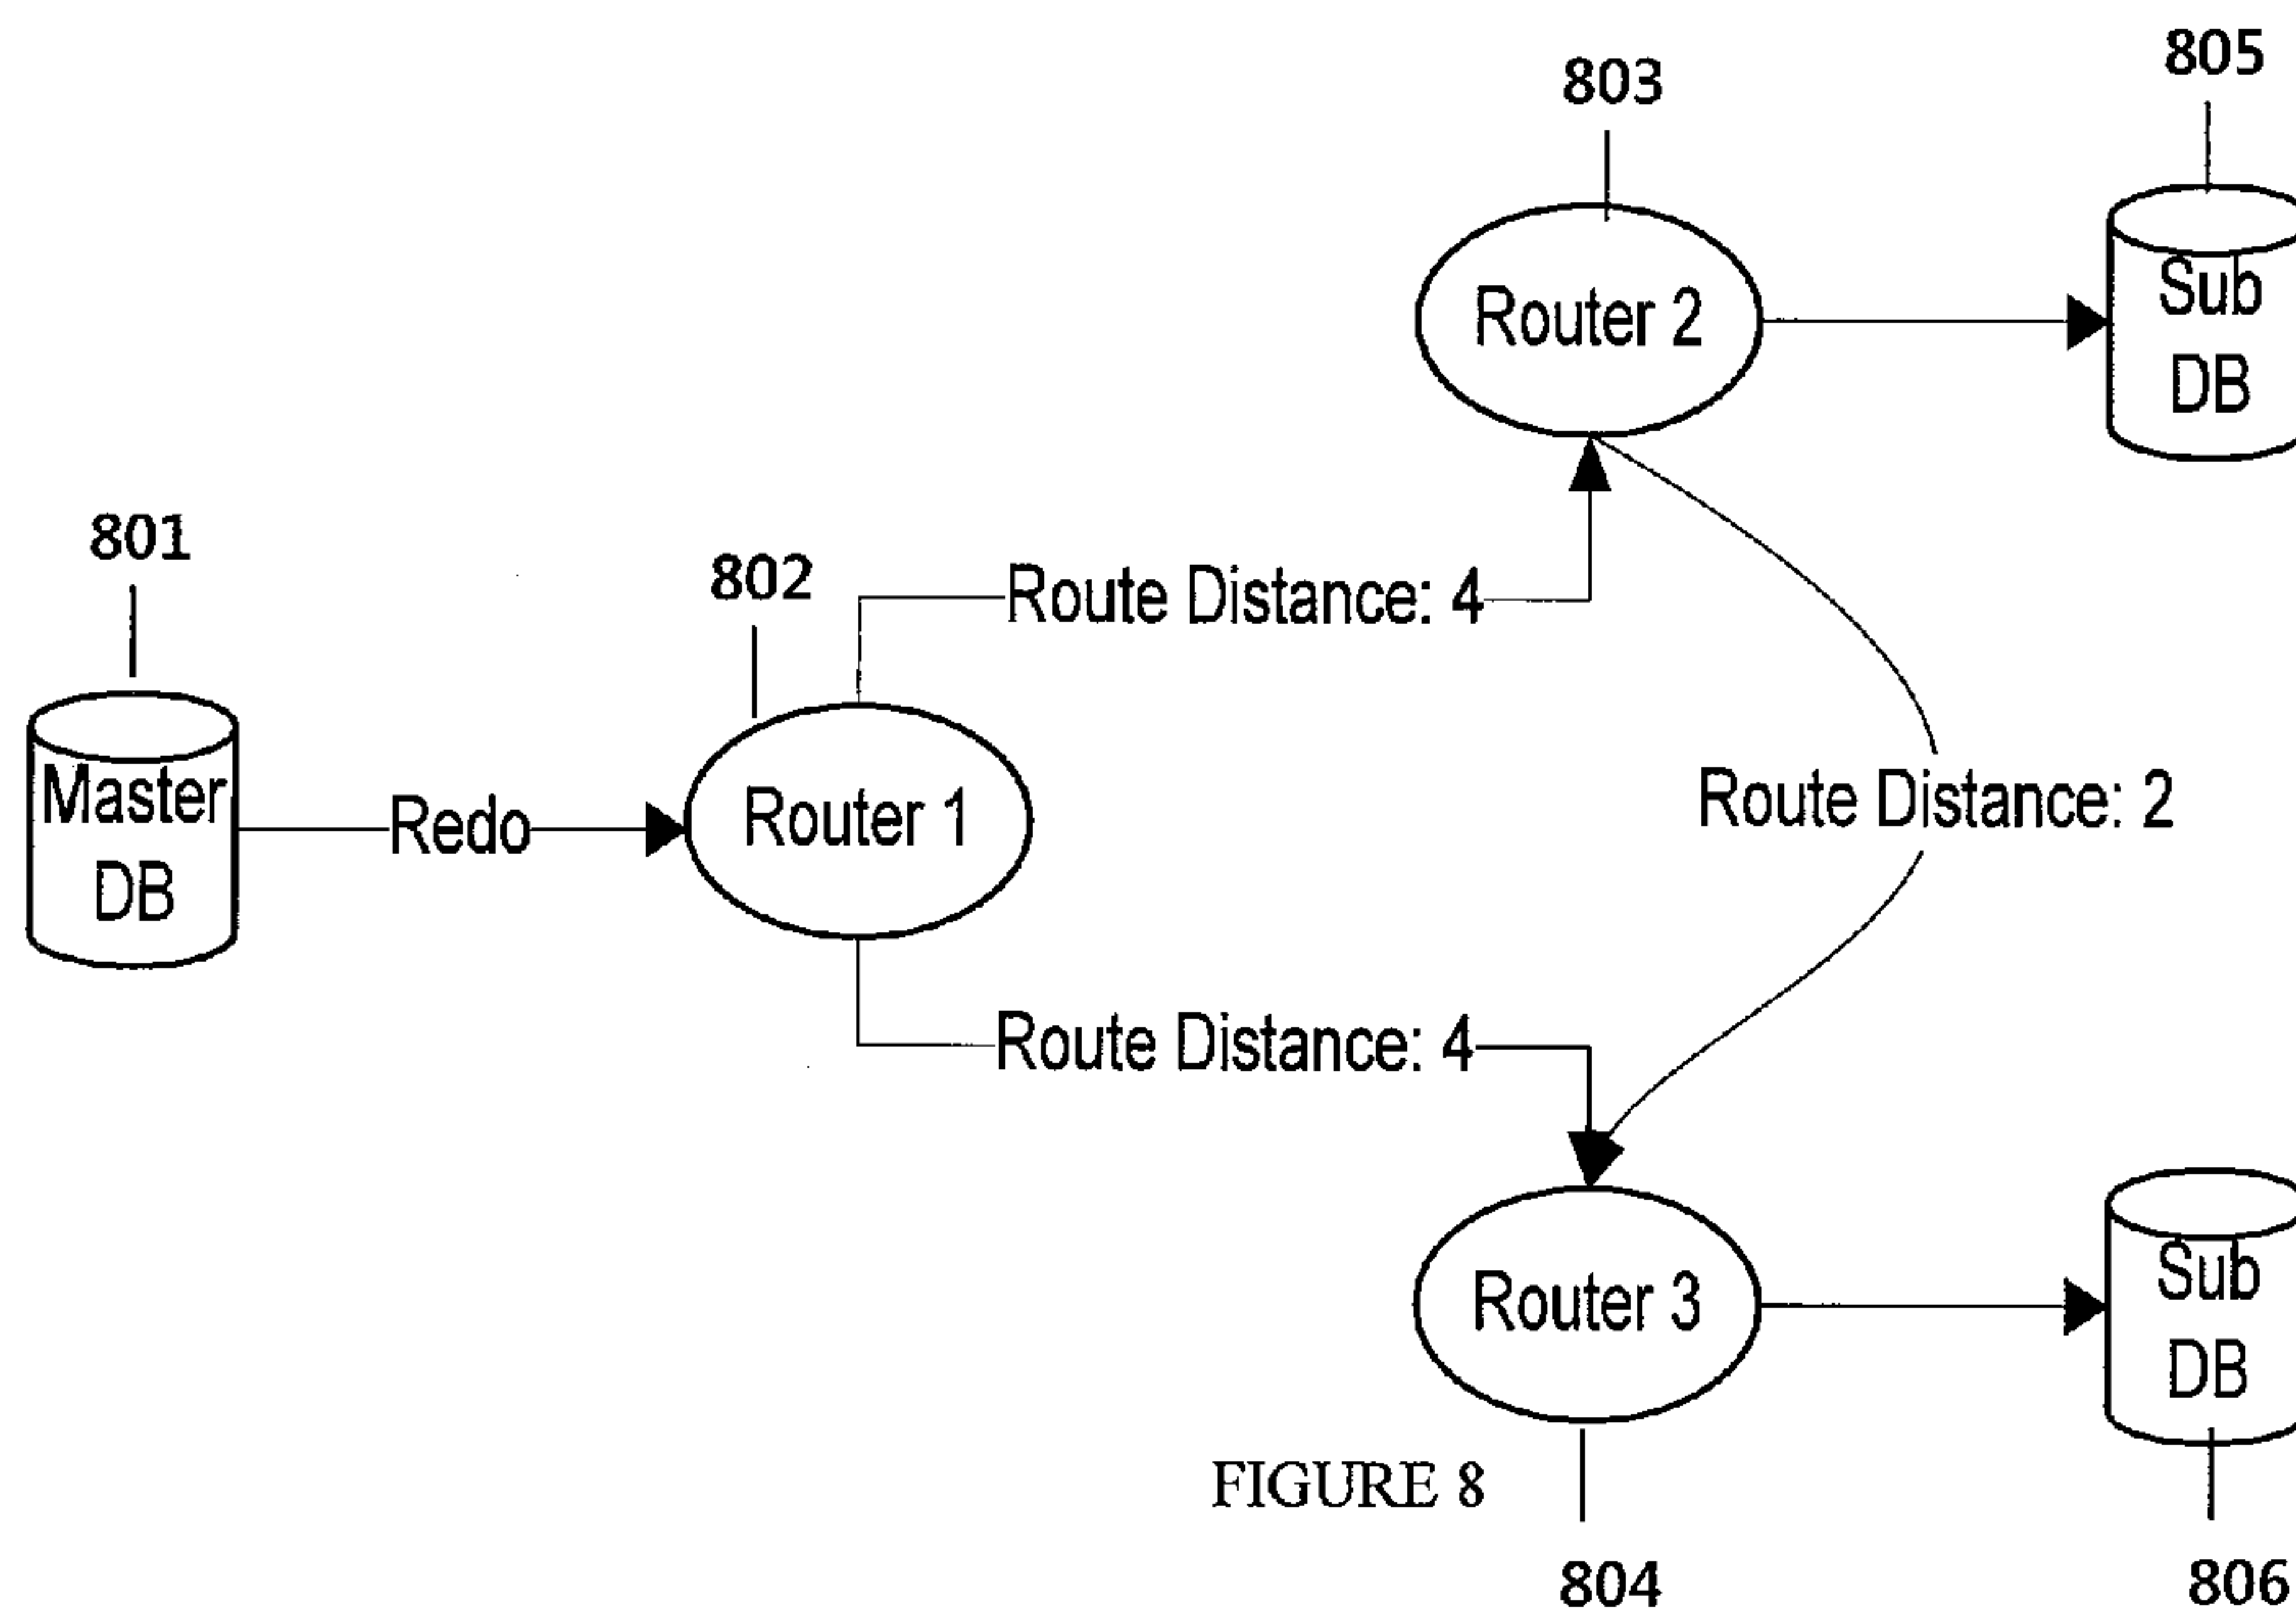 805
803
Sub
DB
Router 2
801
802
Route Distance: 4
Master
DB
Redo
Router 1
Route Distance: 2
Route Distance: 4
Sub
DB
Router 3
FIGURE 8
804
806